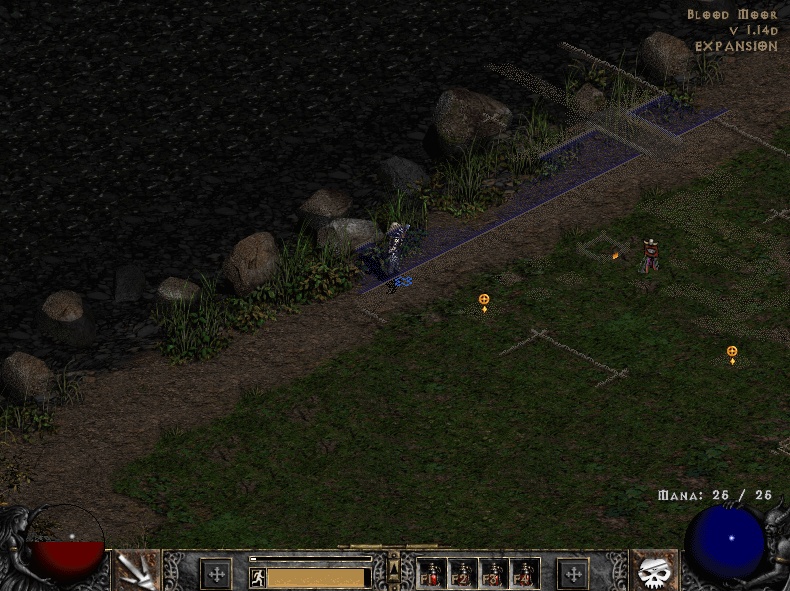 Blood Moor
v 1.14d
EXPANSION
Mana: 26 / 26
F1 F2 F3 F4